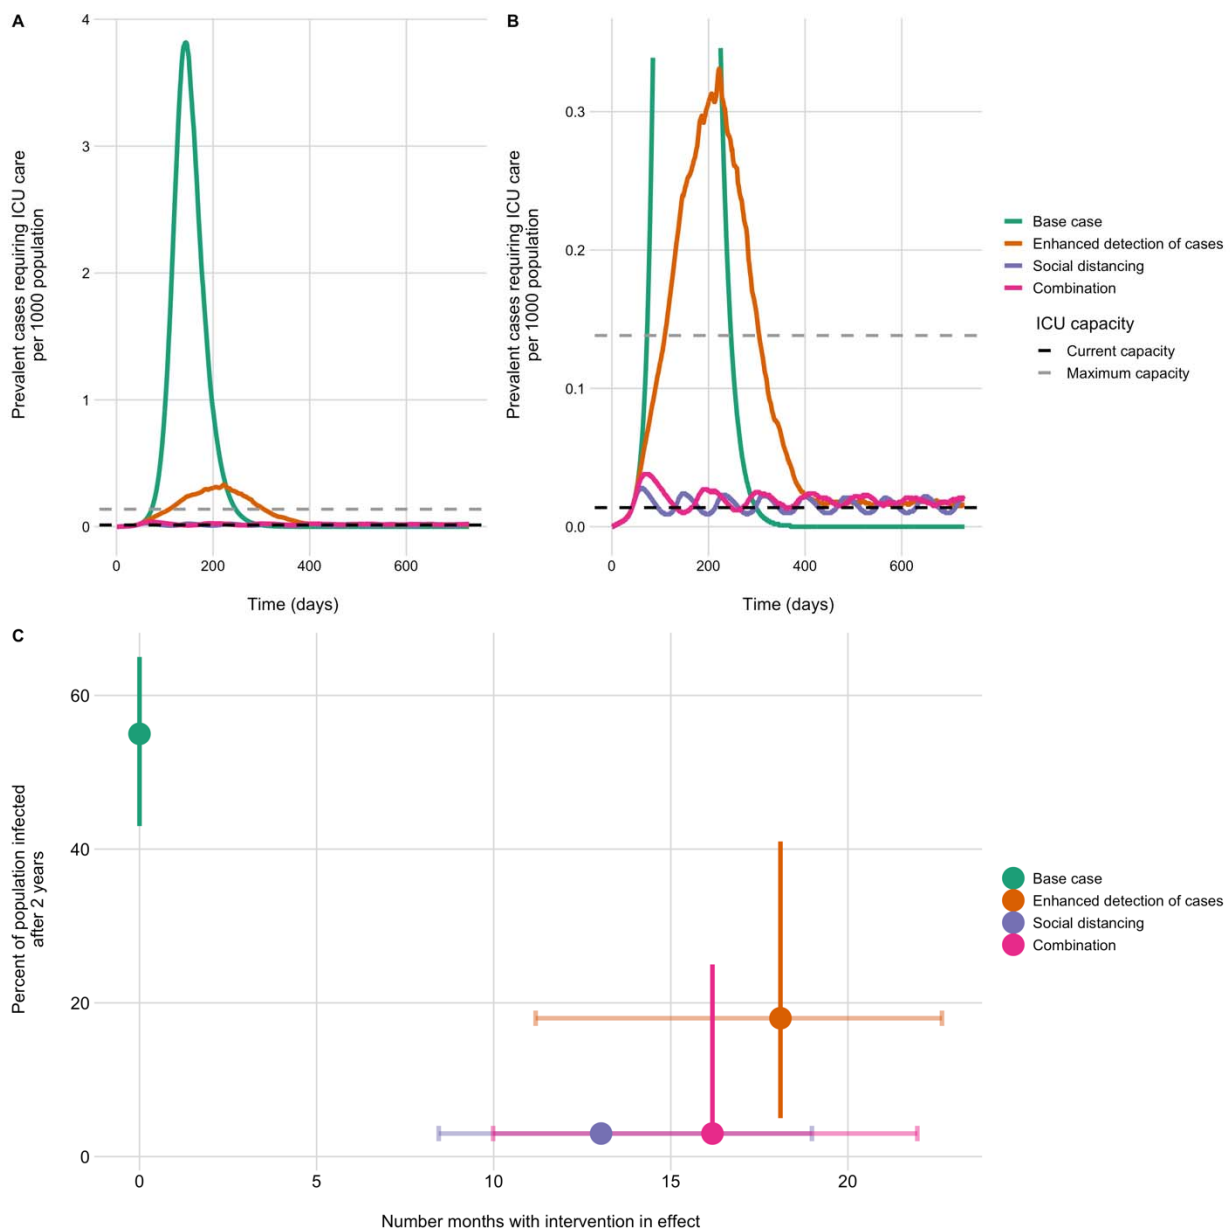 A
4
3
2
1
0
Prevalent cases requiring ICU care
per 1000 population
0
200
400
600
Time (days)
B
0.3
0.2
0.1
0.0
Prevalent cases requiring ICU care
per 1000 population
0
200
400
600
Time (days)
Base case
Enhanced detection of cases
Social distancing
Combination
ICU capacity
Current capacity
Maximum capacity
C
60
40
20
0
Percent of population infected
after 2 years
0
5
10
15
20
Number months with intervention in effect
Base case
Enhanced detection of cases
Social distancing
Combination